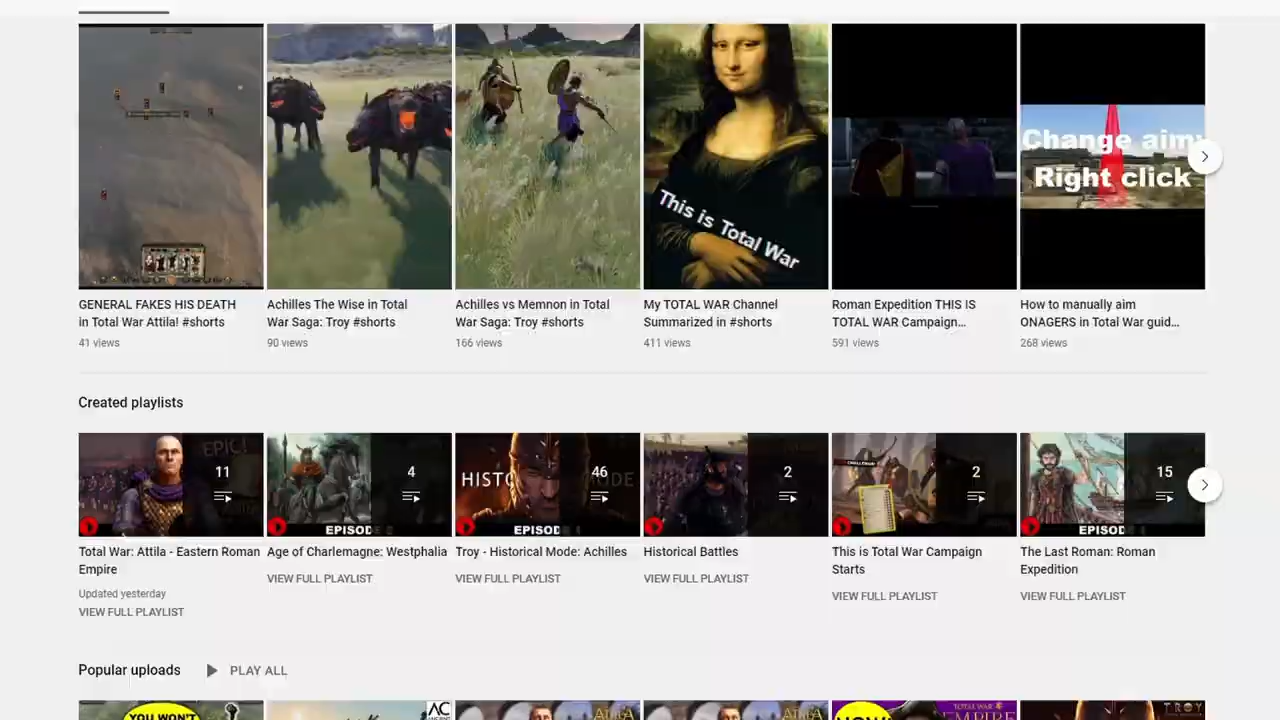 This is Total War
Change aim,
Right click
GENERAL FAKES HIS DEATH
in Total War Attila! #shorts
41 views
Achilles The Wise in Total
War Saga: Troy #shorts
90 views
Achilles vs Memnon in Total
War Saga: Troy #shorts
166 views
My TOTAL WAR Channel
Summarized in #shorts
411 views
Roman Expedition THIS IS
TOTAL WAR Campaign...
591 views
How to manually aim
ONAGERS in Total War guid...
268 views
Created playlists
EPIC!
11
4
EPISOD
HISTO
46
ODE
EPISOD
2
CHALLENGE
2
15
EPISOD
Total War: Attila - Eastern Roman
Empire
Updated yesterday
VIEW FULL PLAYLIST
Age of Charlemagne: Westphalia
VIEW FULL PLAYLIST
Troy - Historical Mode: Achilles
VIEW FULL PLAYLIST
Historical Battles
VIEW FULL PLAYLIST
This is Total War Campaign
Starts
VIEW FULL PLAYLIST
The Last Roman: Roman
Expedition
VIEW FULL PLAYLIST
Popular uploads
PLAY ALL
YOU WON'T
AC
TOTAL WAR
EMPIRE
TROY